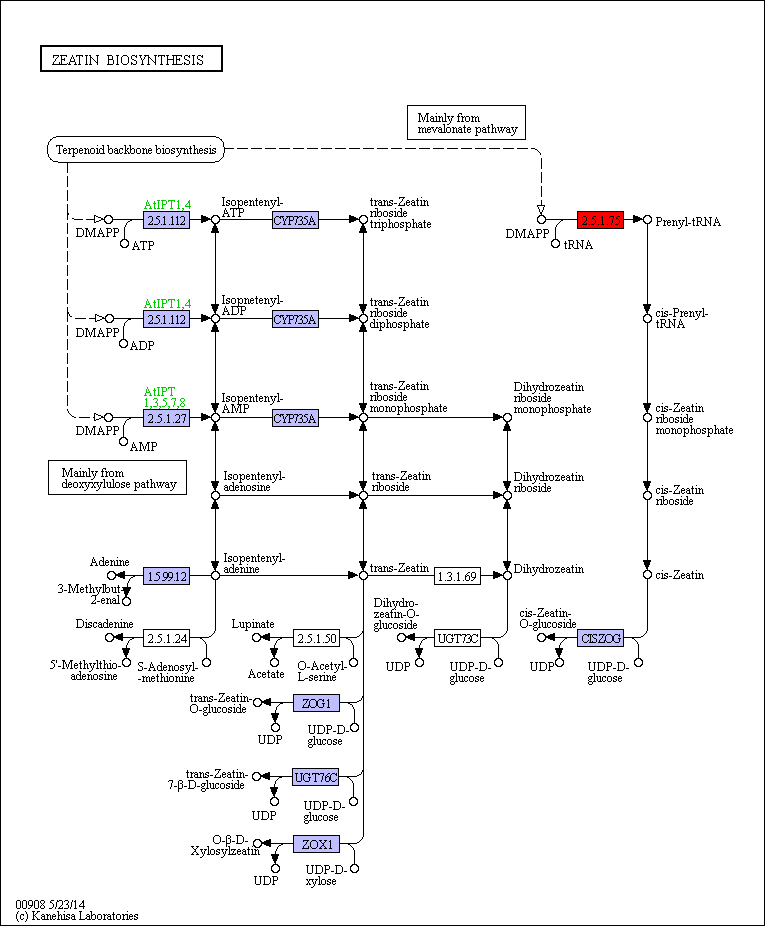 ZEATIN BIOSYNTHESIS
Mainly from
mevalonate pathway
Terpenoid backbone biosynthesis
AtIPT1,4
2.5.1.112
DMAPP
ATP
Isopentenyl-
ATP
CYP735A
trans-Zeatin
riboside
triphosphate
DMAPP
2.5.1.75
tRNA
Prenyl-tRNA
AtIPT1,4
2.5.1.112
DMAPP
ADP
Isopnetenyl-
ADP
CYP735A
trans-Zeatin
riboside
diphosphate
cis-Prenyl-
tRNA
AtIPT
1,3,5,7,8
2.5.1.27
DMAPP
AMP
Isopentenyl-
AMP
CYP735A
trans-Zeatin
riboside
monophosphate
Dihydrozeatin
riboside
monophosphate
cis-Zeatin
riboside
monophosphate
Mainly from
deoxyxylulose pathway
Isopentenyl-
adenosine
trans-Zeatin
riboside
Dihydrozeatin
riboside
cis-Zeatin
riboside
Adenine
1.5.99.12
3-Methylbut-
2-enal
Isopentenyl-
adenine
trans-Zeatin
1.3.1.69
Dihydrozeatin
cis-Zeatin
Discadenine
2.5.1.24
5'-Methylthio-
adenosine
S-Adenosyl-
-methionine
Lupinate
2.5.1.50
Acetate
O-Acetyl-
L-serine
Dihydro-
zeatin-O-
glucoside
UGT73C
UDP
UDP-D-
glucose
cis-Zeatin-
O-glucoside
CISZOG
UDP
UDP-D-
glucose
trans-Zeatin-
O-glucoside
ZOG1
UDP
UDP-D-
glucose
trans-Zeatin-
7-β-D-glucoside
UGT76C
UDP
UDP-D-
glucose
O-β-D-
Xylosylzeatin
ZOX1
UDP
UDP-D-
xylose
00908 5/23/14
(c) Kanehisa Laboratories